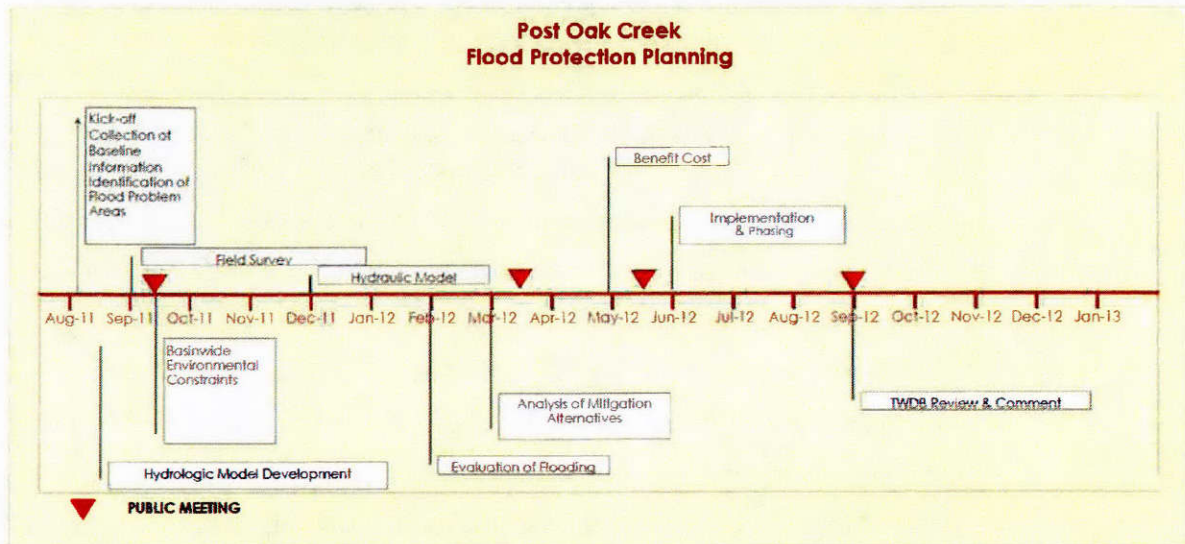 Post Oak Creek
Flood Protection Planning
Kick-off
Collection of
Baseline
Information
Identification of
Flood Problem
Areas
Benefit Cost
Implementation
& Phasing
Field Survey
Hydraulic Model
Aug-11 Sep-11 Oct-11 Nov-11 Dec-11 Jan-12 Feb-12 Mar-12 Apr-12 May-12 Jun-12 Jul-12 Aug-12 Sep-12 Oct-12 Nov-12 Dec-12 Jan-13
Basinwide
Environmental
Constraints
Analysis of Mitigation
Alternatives
TWDB Review & Comment
Evaluation of Flooding
Hydrologic Model Development
PUBLIC MEETING